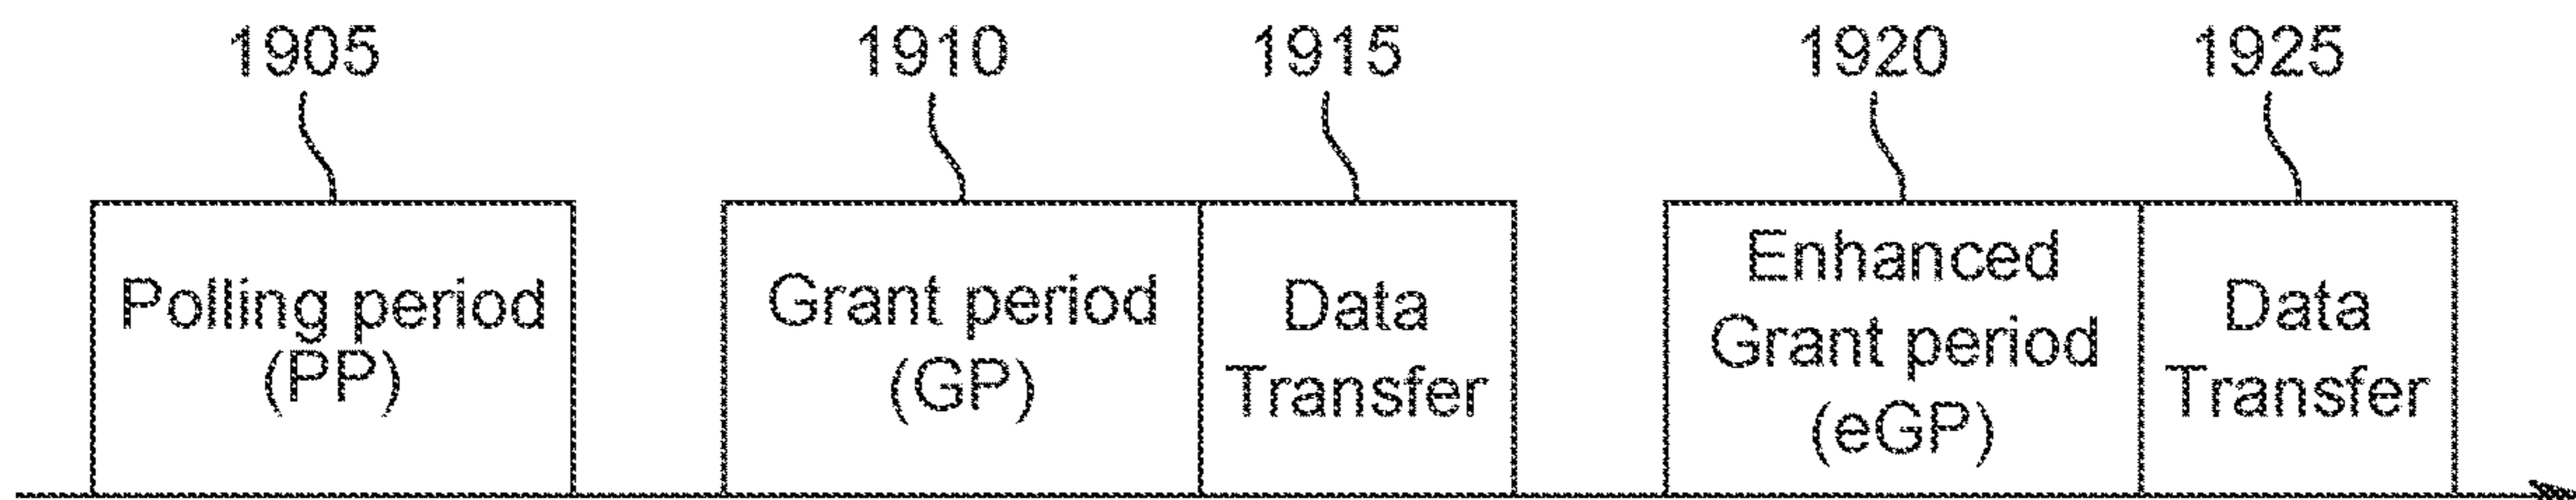 1905
1910
1915
1920
1925
Polling period
(PP)
Grant period
(GP)
Data
Transfer
Enhanced
Grant period
(eGP)
Data
Transfer